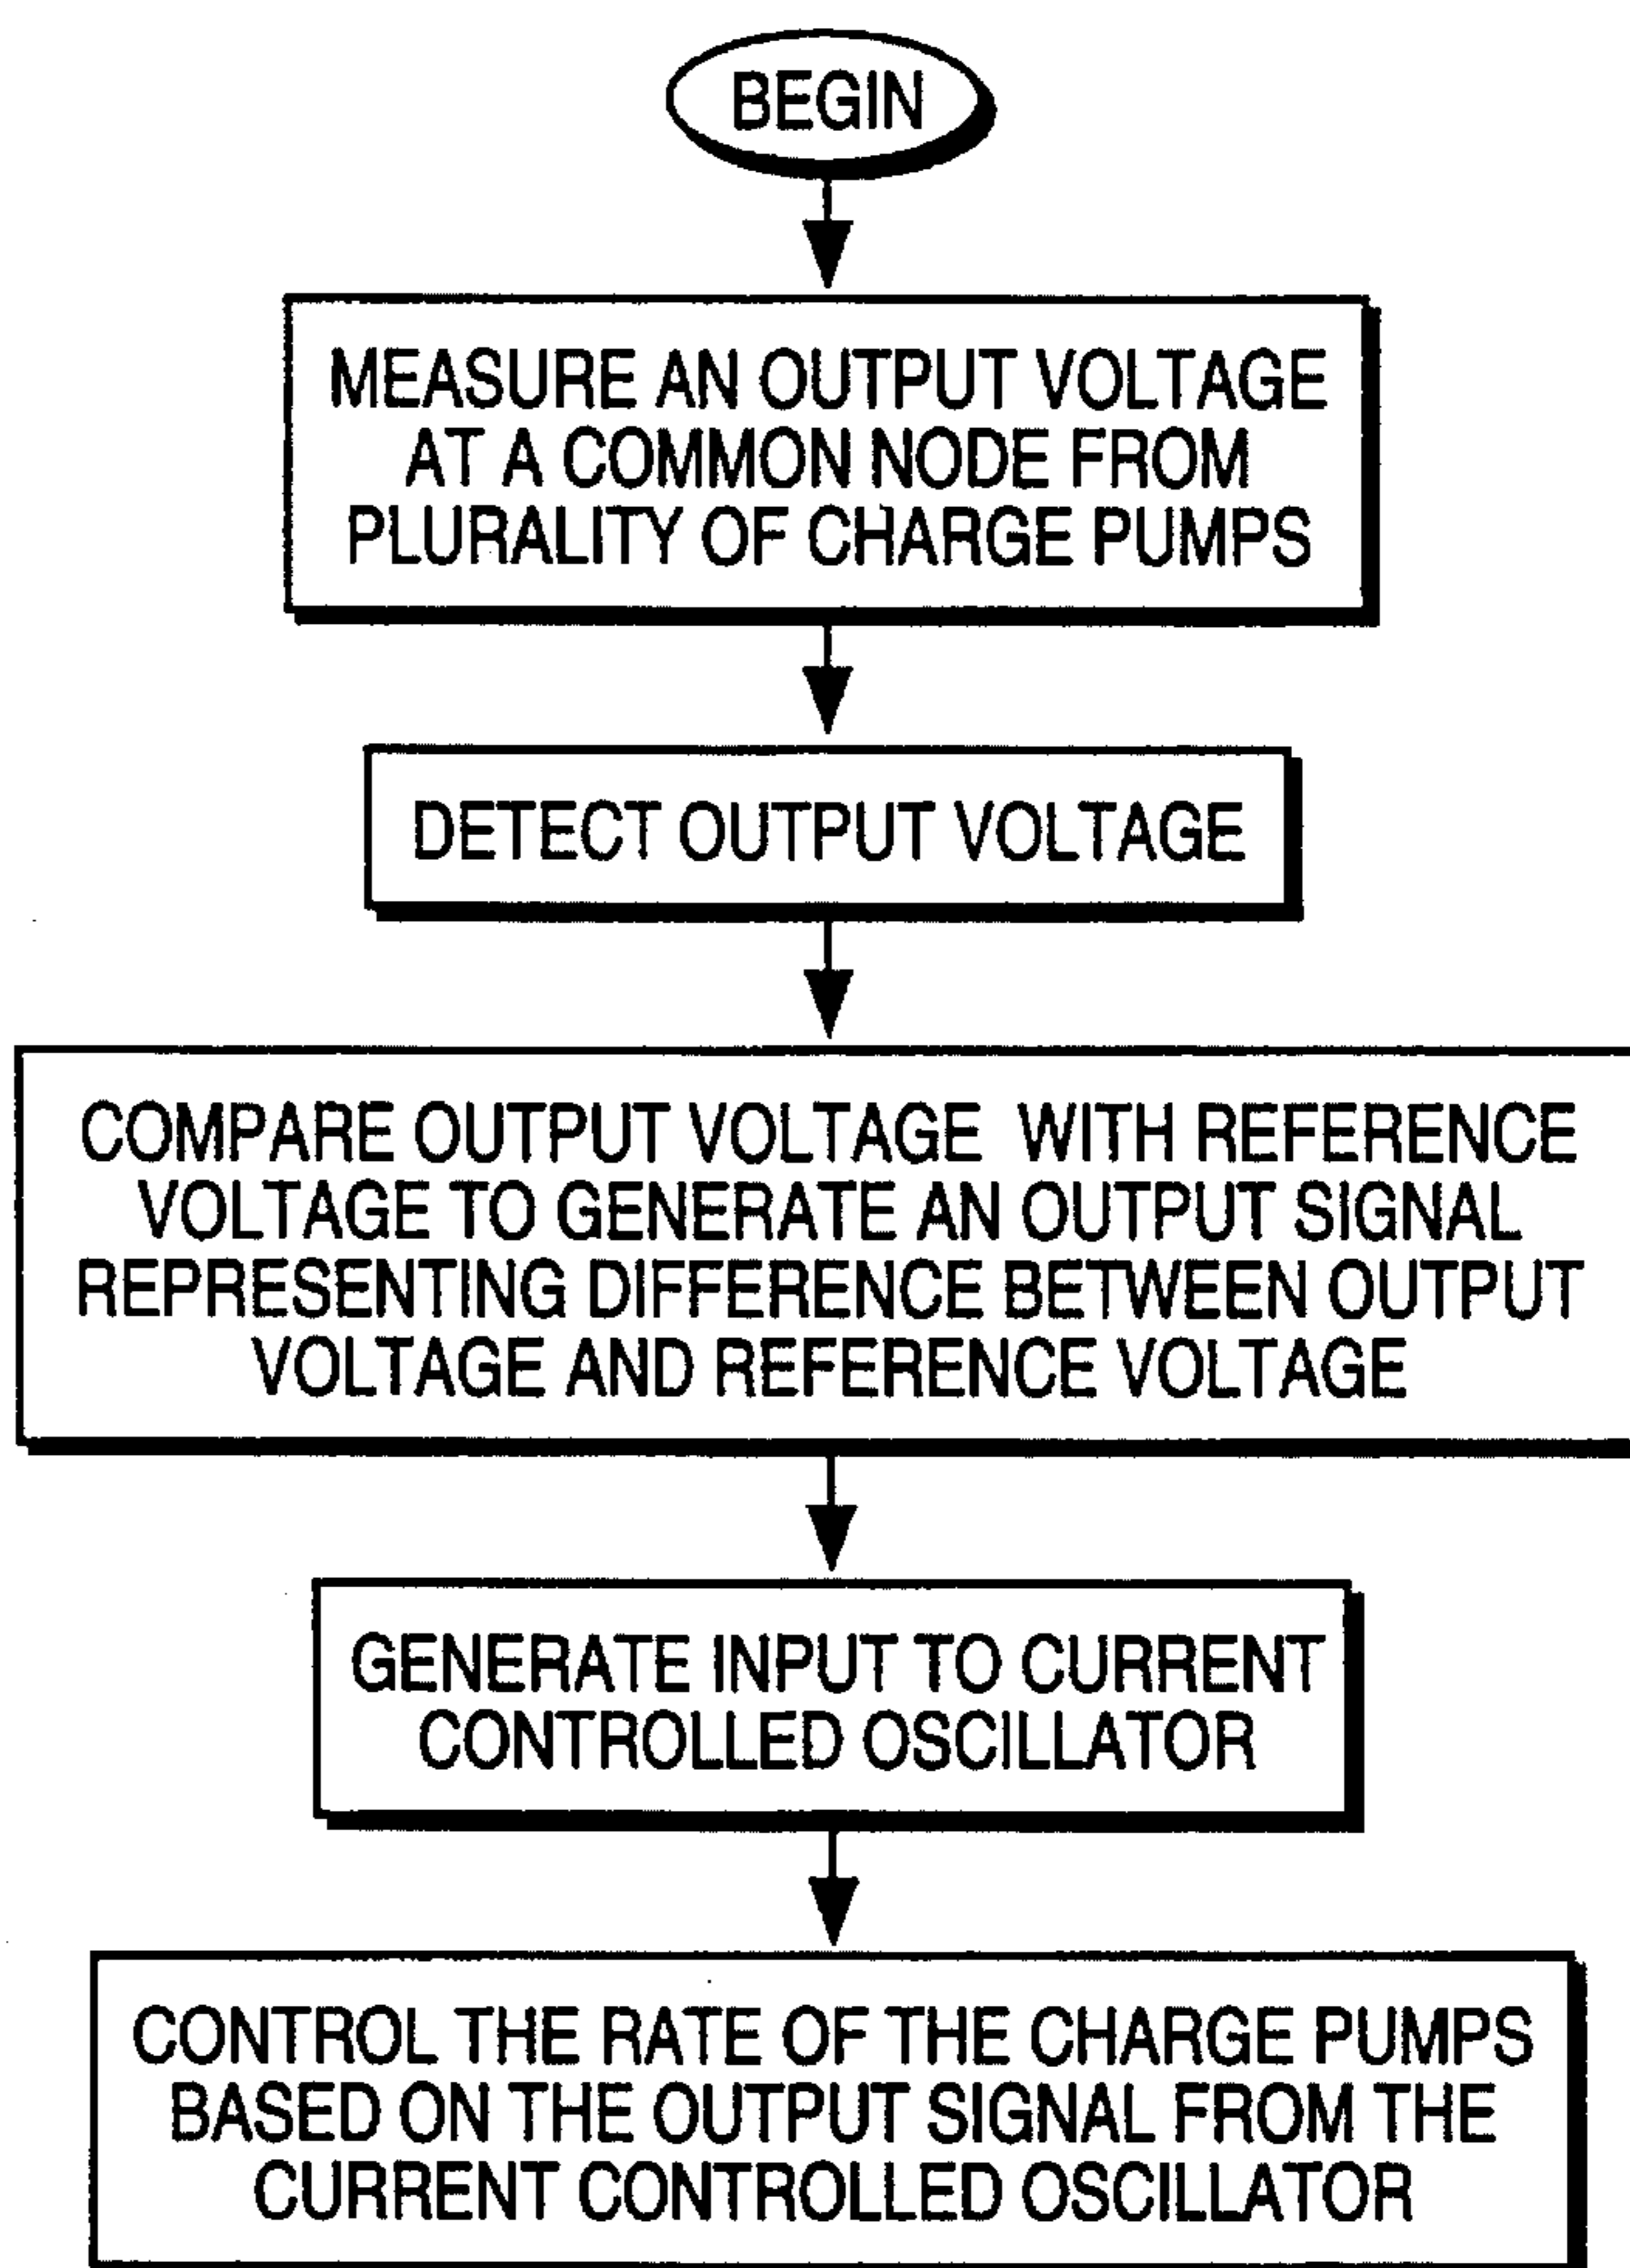 BEGIN
MEASURE AN OUTPUT VOLTAGE
AT A COMMON NODE FROM
PLURALITY OF CHARGE PUMPS
DETECT OUTPUT VOLTAGE
COMPARE OUTPUT VOLTAGE WITH REFERENCE
VOLTAGE TO GENERATE AN OUTPUT SIGNAL
REPRESENTING DIFFERENCE BETWEEN OUTPUT
VOLTAGE AND REFERENCE VOLTAGE
GENERATE INPUT TO CURRENT
CONTROLLED OSCILLATOR
CONTROL THE RATE OF THE CHARGE PUMPS
BASED ON THE OUTPUT SIGNAL FROM THE
CURRENT CONTROLLED OSCILLATOR